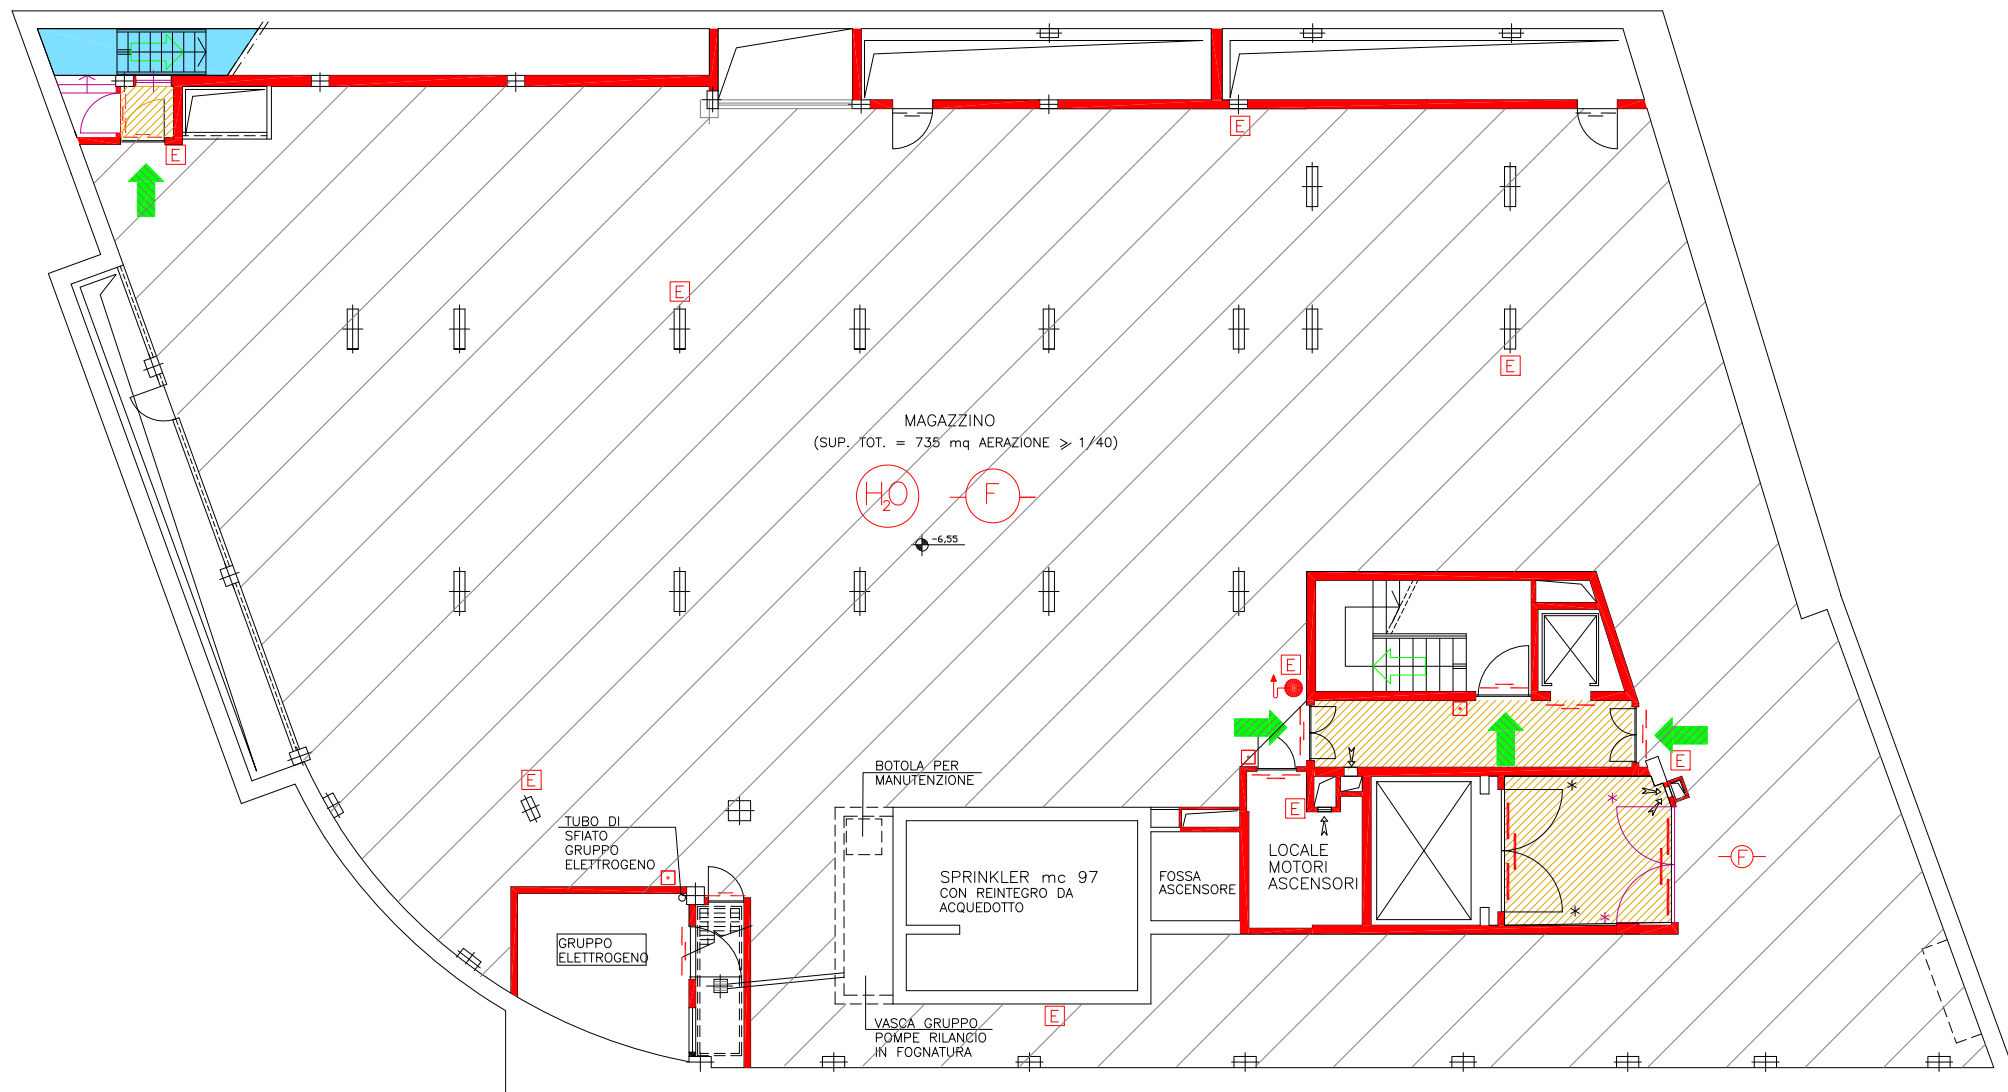 E
E
E
E
MAGAZZINO
(SUP. TOT. = 735 mq AERAZIONE ⩾ 1/40)
H2O
F
-6,55
E
E
E
E
BOTOLA PER
MANUTENZIONE
TUBO DI
SFIATO
GRUPPO
ELETTROGENO
SPRINKLER mc 97
CON REINTEGRO DA
ACQUEDOTTO
FOSSA
ASCENSORE
LOCALE
MOTORI
ASCENSORI
F
GRUPPO
ELETTROGENO
VASCA GRUPPO
POMPE RILANCIO
IN FOGNATURA
E